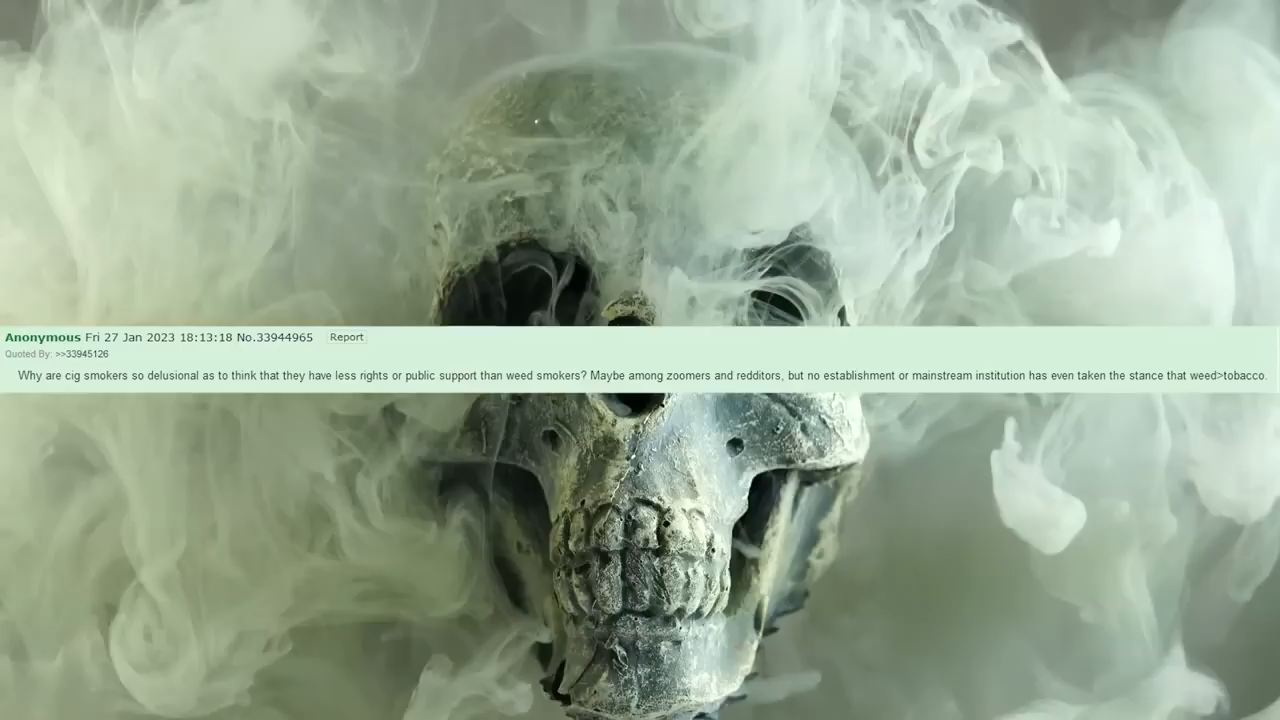 Anonymous Fri 27 Jan 2023 18:13:18 No.33944965 Report
Quoted By: >>33945126
Why are cig smokers so delusional as to think that they have less rights or public support than weed smokers? Maybe among zoomers and redditors, but no establishment or mainstream institution has even taken the stance that weed>tobacco.